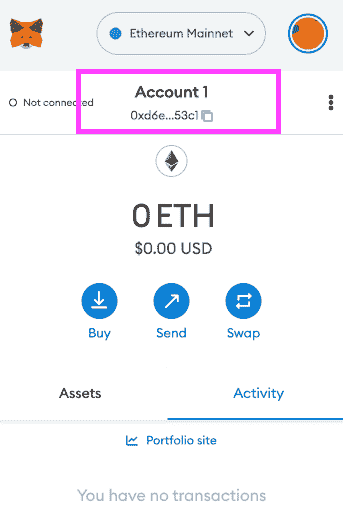 Ethereum Mainnet
Not connected
Account 1
0xd6e...53c1
0 ETH
$0.00 USD
Buy
Send
Swap
Assets
Activity
Portfolio site
You have no transactions